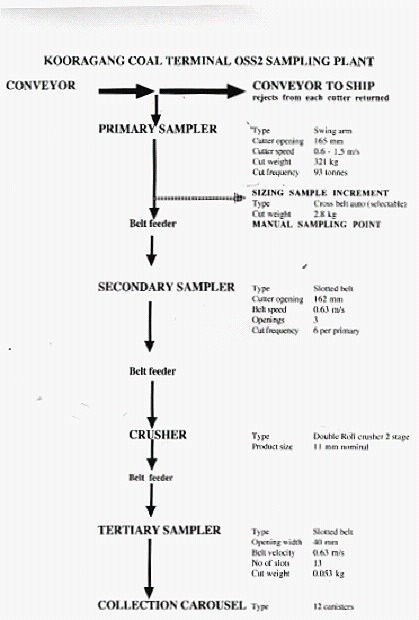 KOORAGANG COAL TERMINAL OSS2 SAMPLING PLANT
CONVEYOR
CONVEYOR TO SHIP
rejects from each cutter returned
PRIMARY SAMPLER
Type Swing arm
Cutter opening 165 mm
Cutter speed 0.6 - 1.5 m/s
Cut weight 321 kg
Cut frequency 93 tonnes
SIZING SAMPLE INCREMENT
Type Cross belt auto (selectable)
Cut weight 2.8 kg
Belt feeder MANUAL SAMPLING POINT
SECONDARY SAMPLER Type Slotted belt
Cutter opening 162 mm
Belt speed 0.63 m/s
Openings 3
Cut frequency 6 per primary
Belt feeder
CRUSHER Type Double Roll crusher 2 stage
Product size 11 mm nominal
Belt feeder
TERTIARY SAMPLER Type Slotted belt
Opening width 40 mm
Belt velocity 0.63 m/s
No of slots 13
Cut weight 0.053 kg
COLLECTION CAROUSEL Type 12 canisters